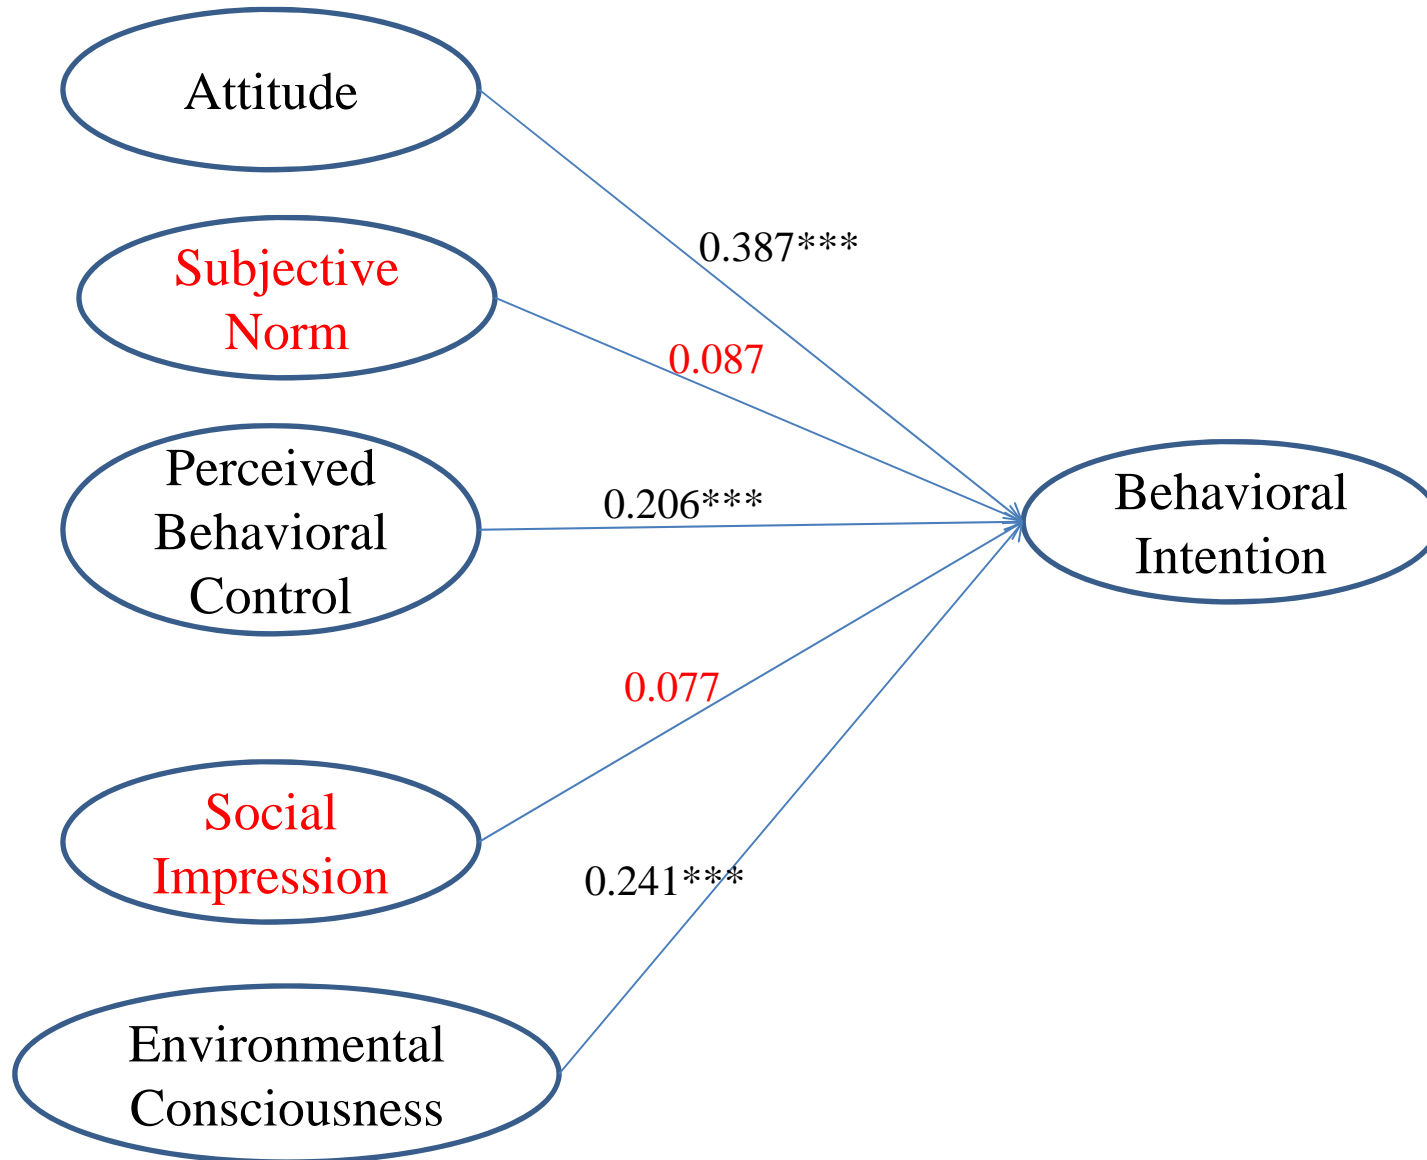 Attitude
0.387***
Subjective
Norm
0.087
Perceived
Behavioral
Control
0.206***
Behavioral
Intention
0.077
Social
Impression
0.241***
Environmental
Consciousness